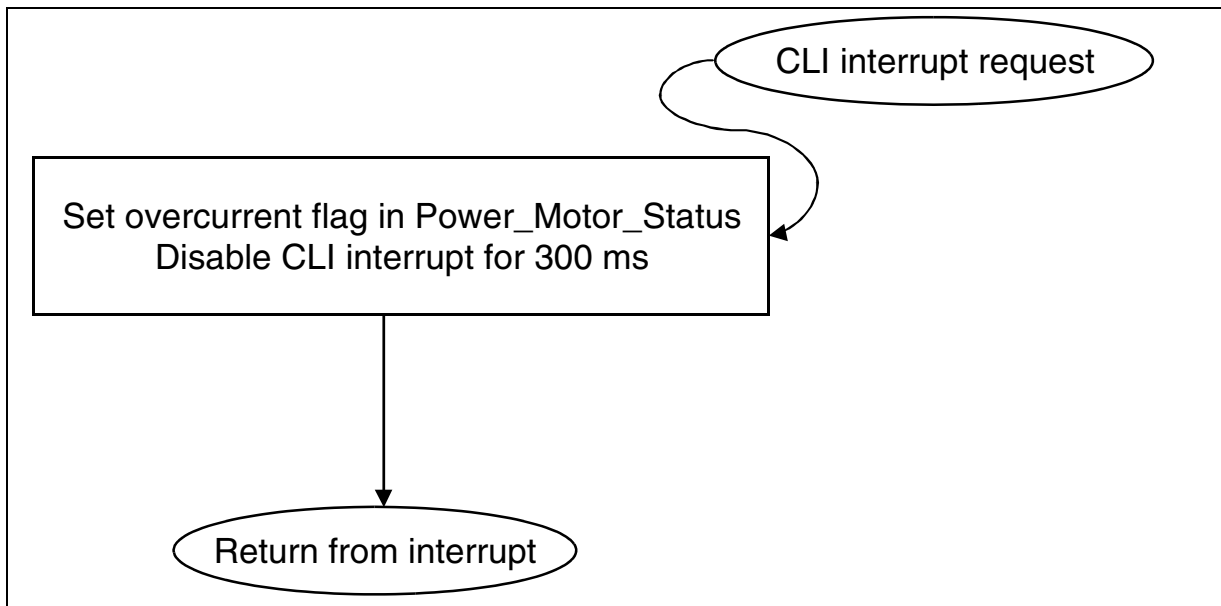 CLI interrupt request
Set overcurrent flag in Power_Motor_Status
Disable CLI interrupt for 300 ms
Return from interrupt